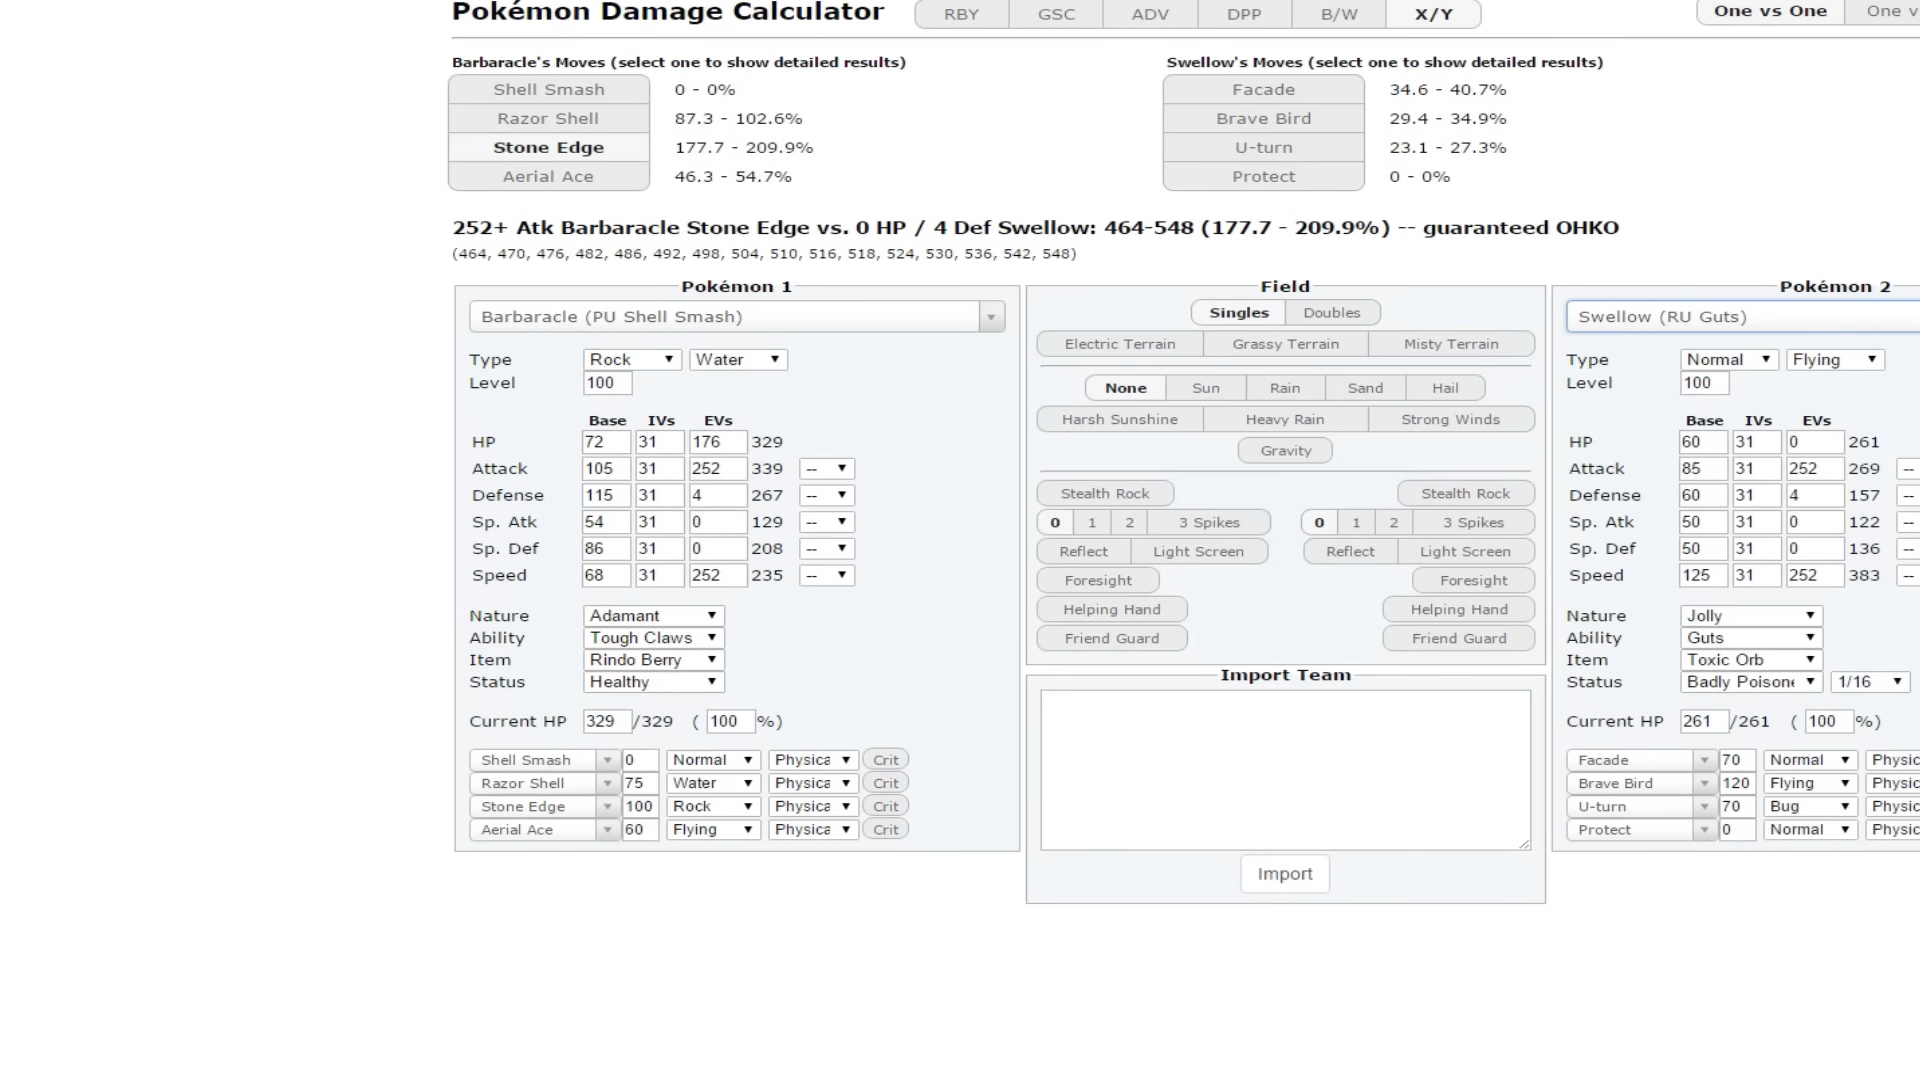 Pokémon Damage Calculator RBY GSC ADV DPP B/W X/Y One vs One One v
Barbaracle's Moves (select one to show detailed results) Swellow's Moves (select one to show detailed results)
Shell Smash 0 - 0% Facade 34.6 - 40.7%
Razor Shell 87.3 - 102.6% Brave Bird 29.4 - 34.9%
Stone Edge 177.7 - 209.9% U-turn 23.1 - 27.3%
Aerial Ace 46.3 - 54.7% Protect 0 - 0%
252+ Atk Barbaracle Stone Edge vs. 0 HP / 4 Def Swellow: 464-548 (177.7 - 209.9%) -- guaranteed OHKO
(464, 470, 476, 482, 486, 492, 498, 504, 510, 516, 518, 524, 530, 536, 542, 548)
Pokémon 1
Barbaracle (PU Shell Smash)
Type Rock Water
Level 100
Base IVs EVs
HP 72 31 176 329
Attack 105 31 252 339 --
Defense 115 31 4 267 --
Sp. Atk 54 31 0 129 --
Sp. Def 86 31 0 208 --
Speed 68 31 252 235 --
Nature Adamant
Ability Tough Claws
Item Rindo Berry
Status Healthy
Current HP 329 /329 ( 100 %)
Shell Smash 0 Normal Physica Crit
Razor Shell 75 Water Physica Crit
Stone Edge 100 Rock Physica Crit
Aerial Ace 60 Flying Physica Crit
Field
Singles Doubles
Electric Terrain Grassy Terrain Misty Terrain
None Sun Rain Sand Hail
Harsh Sunshine Heavy Rain Strong Winds
Gravity
Stealth Rock Stealth Rock
0 1 2 3 Spikes 0 1 2 3 Spikes
Reflect Light Screen Reflect Light Screen
Foresight Foresight
Helping Hand Helping Hand
Friend Guard Friend Guard
Import Team
Import
Pokémon 2
Swellow (RU Guts)
Type Normal Flying
Level 100
Base IVs EVs
HP 60 31 0 261
Attack 85 31 252 269 --
Defense 60 31 4 157 --
Sp. Atk 50 31 0 122 --
Sp. Def 50 31 0 136 --
Speed 125 31 252 383 --
Nature Jolly
Ability Guts
Item Toxic Orb
Status Badly Poisone 1/16
Current HP 261 /261 ( 100 %)
Facade 70 Normal Physic
Brave Bird 120 Flying Physic
U-turn 70 Bug Physic
Protect 0 Normal Physic